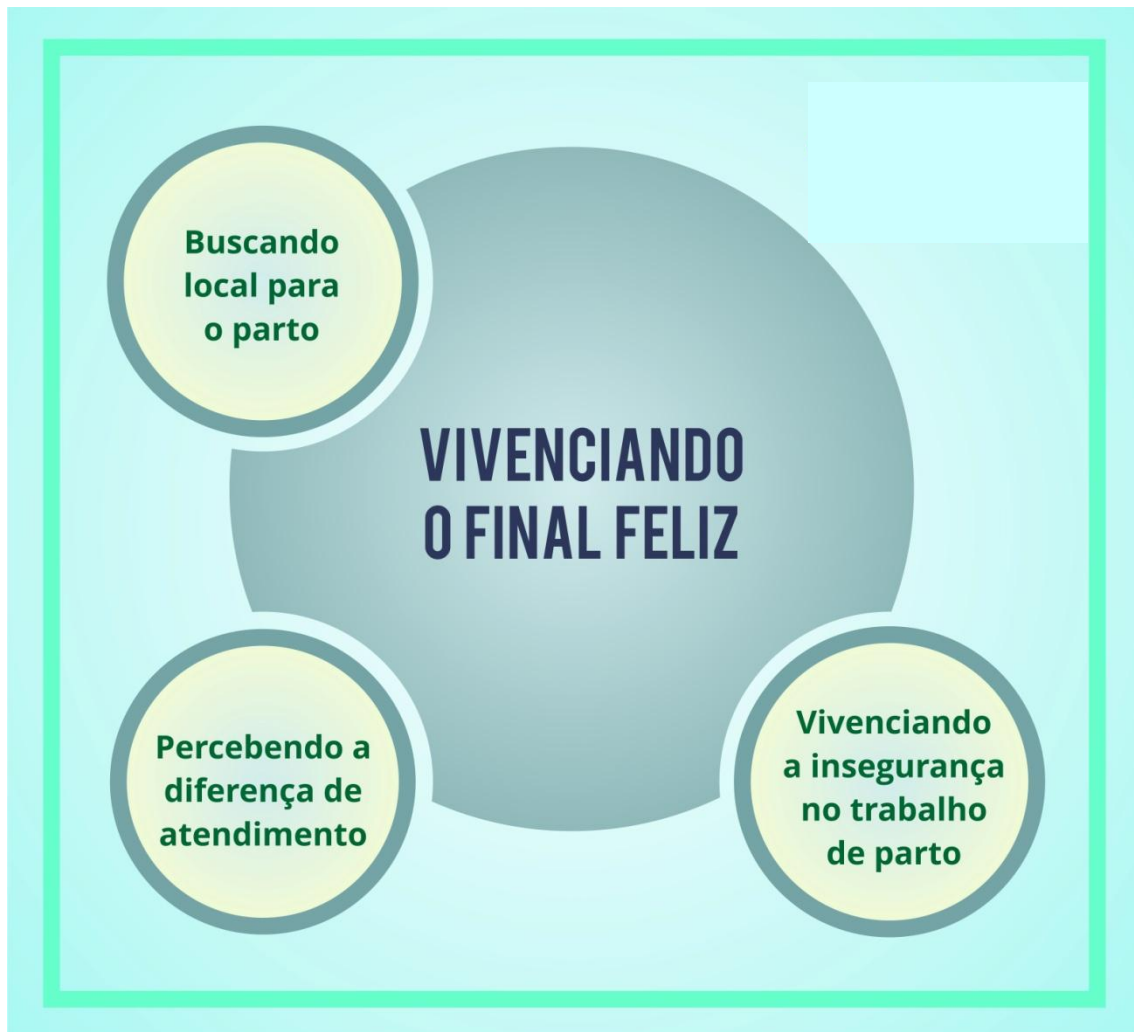 Buscando
local para
o parto
VIVENCIANDO
O FINAL FELIZ
Percebendo a
diferença de
atendimento
Vivenciando
a insegurança
no trabalho
de parto